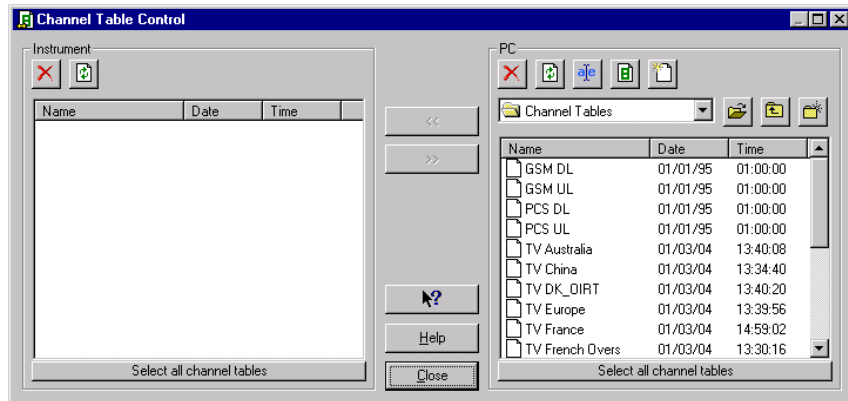 Channel Table Control
Instrument
Name Date Time
Select all channel tables
<<
>>
?
Help
Close
PC
a e
Channel Tables
Name Date Time
GSM DL 01/01/95 01:00:00
GSM UL 01/01/95 01:00:00
PCS DL 01/01/95 01:00:00
PCS UL 01/01/95 01:00:00
TV Australia 01/03/04 13:40:08
TV China 01/03/04 13:34:40
TV DK_OIRT 01/03/04 13:40:20
TV Europe 01/03/04 13:39:56
TV France 01/03/04 14:59:02
TV French Overs 01/03/04 13:30:16
Select all channel tables